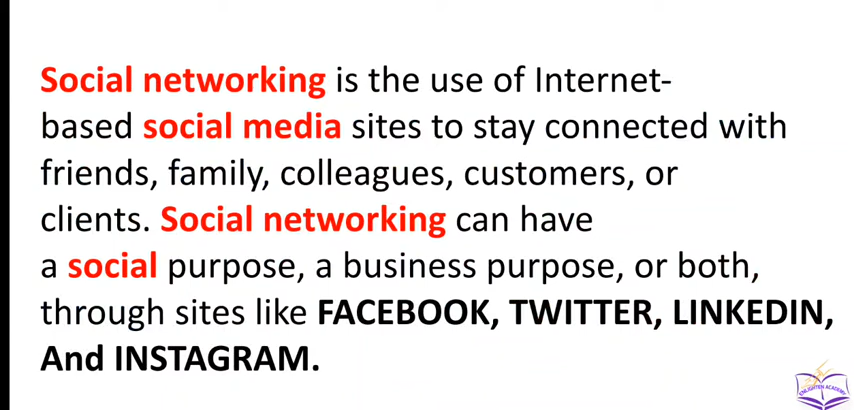 Social networking is the use of Internet-
based social media sites to stay connected with
friends, family, colleagues, customers, or
clients. Social networking can have
a social purpose, a business purpose, or both,
through sites like FACEBOOK, TWITTER, LINKEDIN,
And INSTAGRAM.
ENLIGHTEN ACADEMY